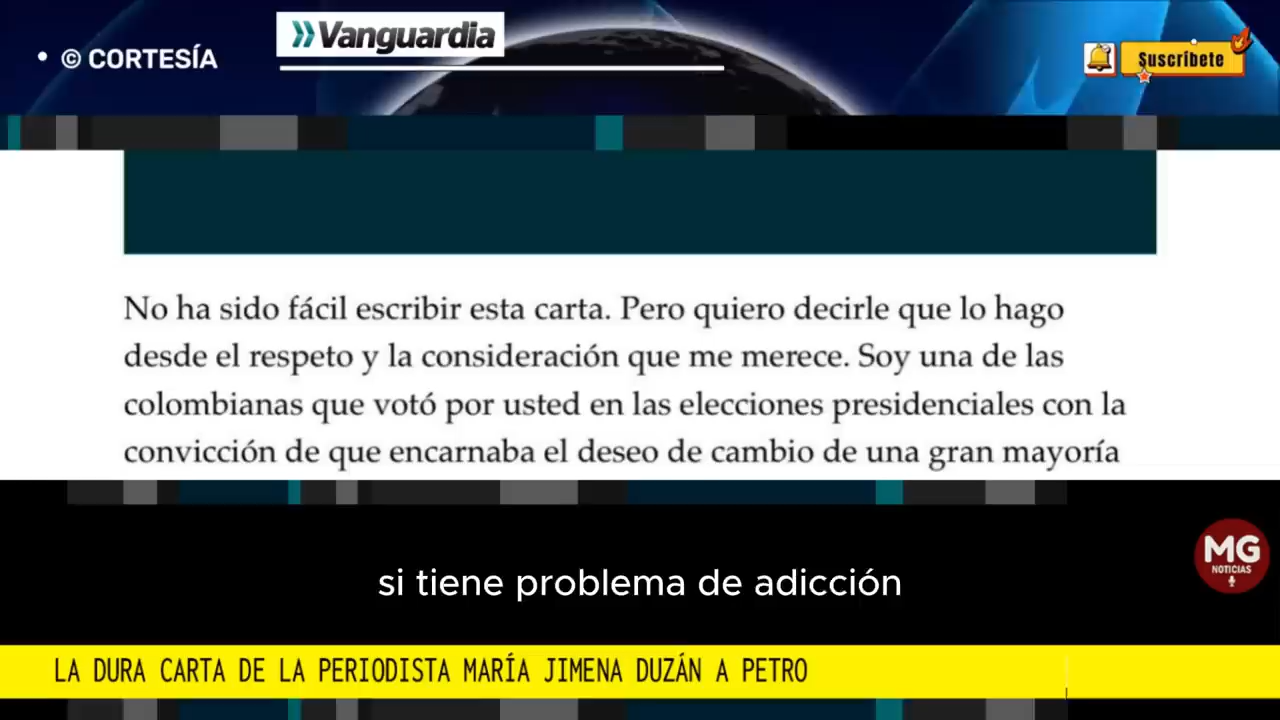 © CORTESÍA
Vanguardia
Suscríbete
No ha sido fácil escribir esta carta. Pero quiero decirle que lo hago
desde el respeto y la consideración que me merece. Soy una de las
colombianas que votó por usted en las elecciones presidenciales con la
convicción de que encarnaba el deseo de cambio de una gran mayoría
MG
NOTICIAS
si tiene problema de adicción
LA DURA CARTA DE LA PERIODISTA MARÍA JIMENA DUZÁN A PETRO